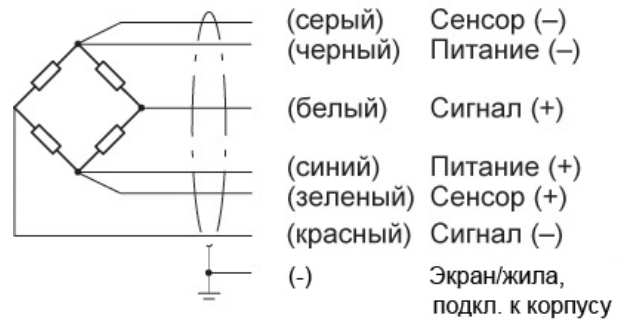 (серый) Сенсор (–)
(черный) Питание (–)
(белый) Сигнал (+)
(синий) Питание (+)
(зеленый) Сенсор (+)
(красный) Сигнал (–)
(-) Экран/жила,
подкл. к корпусу